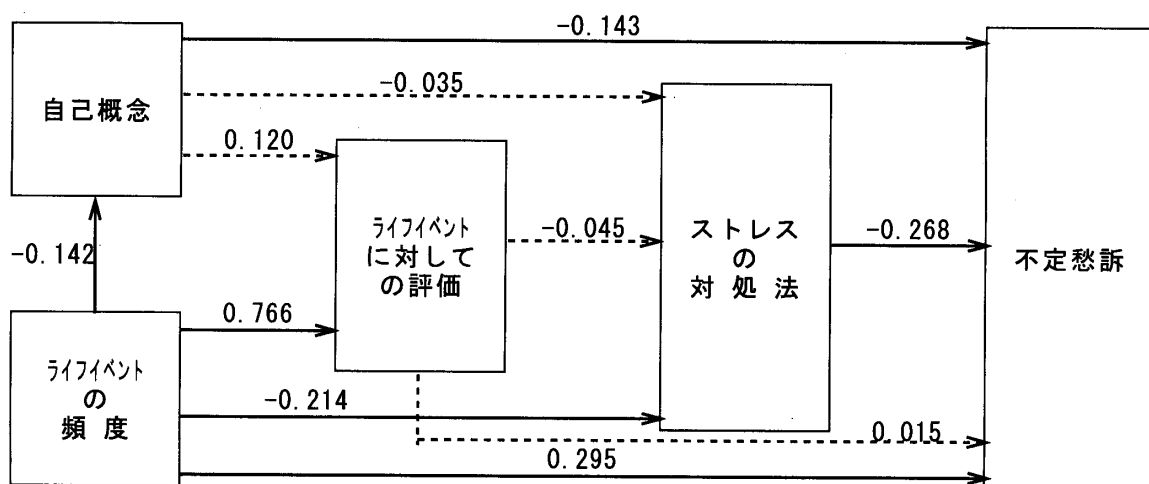 -0.143
-0.035
自己概念
0.120
ライフイベント
に対して
の評価
-0.045
ストレス
の
対処法
-0.268
不定愁訴
-0.142
0.766
ライフイベント
の
頻度
-0.214
0.015
0.295